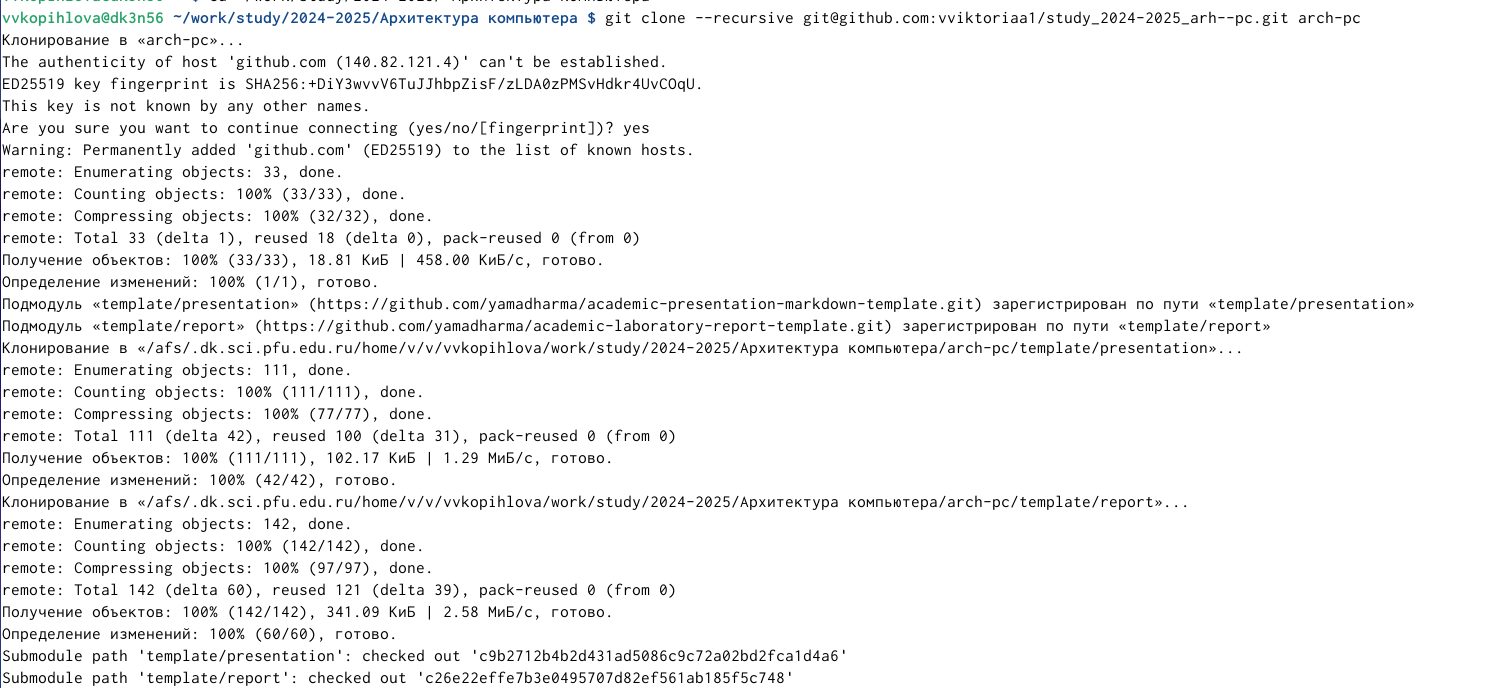 vvkopihlova@dk3n56 ~/work/study/2024-2025/Архитектура компьютера $ git clone --recursive git@github.com:vviktoriaa1/study_2024-2025_arh--pc.git arch-pc
Клонирование в «arch-pc»...
The authenticity of host 'github.com (140.82.121.4)' can't be established.
ED25519 key fingerprint is SHA256:+DiY3wvvV6TuJJhbpZisF/zLDA0zPMSvHdkr4UvCOqU.
This key is not known by any other names.
Are you sure you want to continue connecting (yes/no/[fingerprint])? yes
Warning: Permanently added 'github.com' (ED25519) to the list of known hosts.
remote: Enumerating objects: 33, done.
remote: Counting objects: 100% (33/33), done.
remote: Compressing objects: 100% (32/32), done.
remote: Total 33 (delta 1), reused 18 (delta 0), pack-reused 0 (from 0)
Получение объектов: 100% (33/33), 18.81 КиБ | 458.00 КиБ/с, готово.
Определение изменений: 100% (1/1), готово.
Подмодуль «template/presentation» (https://github.com/yamadharma/academic-presentation-markdown-template.git) зарегистрирован по пути «template/presentation»
Подмодуль «template/report» (https://github.com/yamadharma/academic-laboratory-report-template.git) зарегистрирован по пути «template/report»
Клонирование в «/afs/.dk.sci.pfu.edu.ru/home/v/v/vvkopihlova/work/study/2024-2025/Архитектура компьютера/arch-pc/template/presentation»...
remote: Enumerating objects: 111, done.
remote: Counting objects: 100% (111/111), done.
remote: Compressing objects: 100% (77/77), done.
remote: Total 111 (delta 42), reused 100 (delta 31), pack-reused 0 (from 0)
Получение объектов: 100% (111/111), 102.17 КиБ | 1.29 МиБ/с, готово.
Определение изменений: 100% (42/42), готово.
Клонирование в «/afs/.dk.sci.pfu.edu.ru/home/v/v/vvkopihlova/work/study/2024-2025/Архитектура компьютера/arch-pc/template/report»...
remote: Enumerating objects: 142, done.
remote: Counting objects: 100% (142/142), done.
remote: Compressing objects: 100% (97/97), done.
remote: Total 142 (delta 60), reused 121 (delta 39), pack-reused 0 (from 0)
Получение объектов: 100% (142/142), 341.09 КиБ | 2.58 МиБ/с, готово.
Определение изменений: 100% (60/60), готово.
Submodule path 'template/presentation': checked out 'c9b2712b4b2d431ad5086c9c72a02bd2fca1d4a6'
Submodule path 'template/report': checked out 'c26e22effe7b3e0495707d82ef561ab185f5c748'